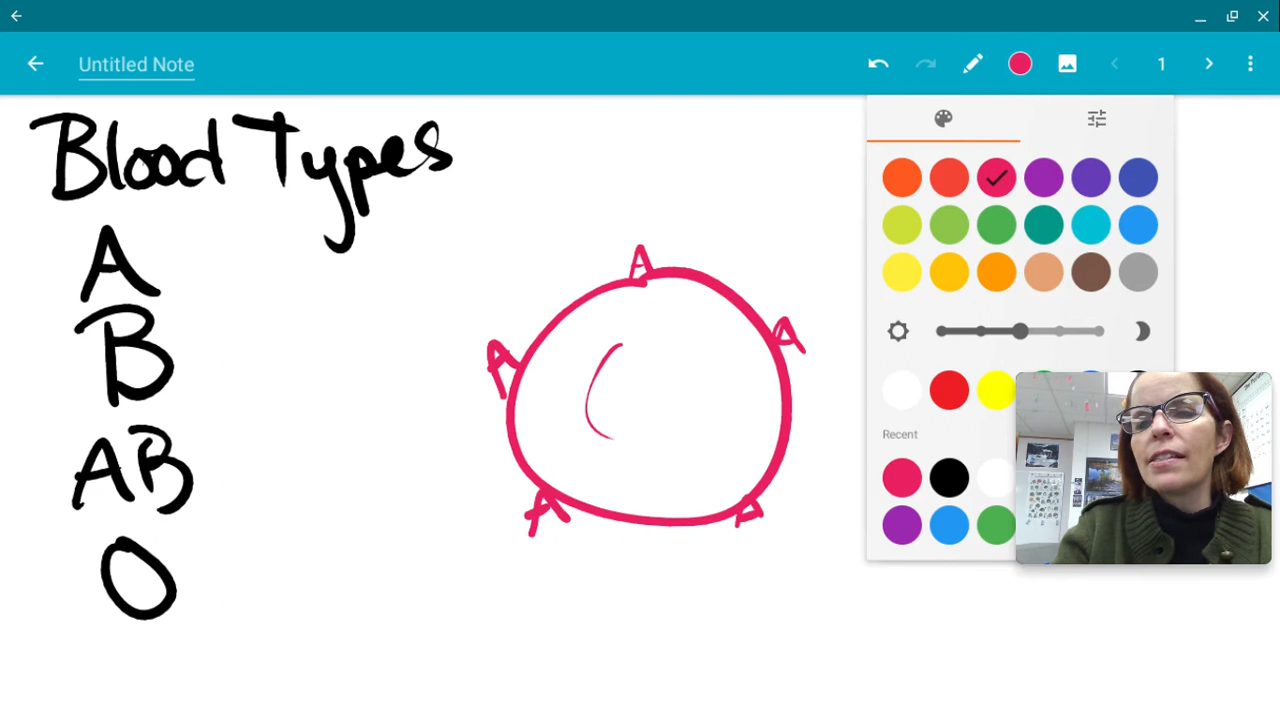 Untitled Note
1
Blood Types
A
B
AB
O
A
A
A
A
A
Recent